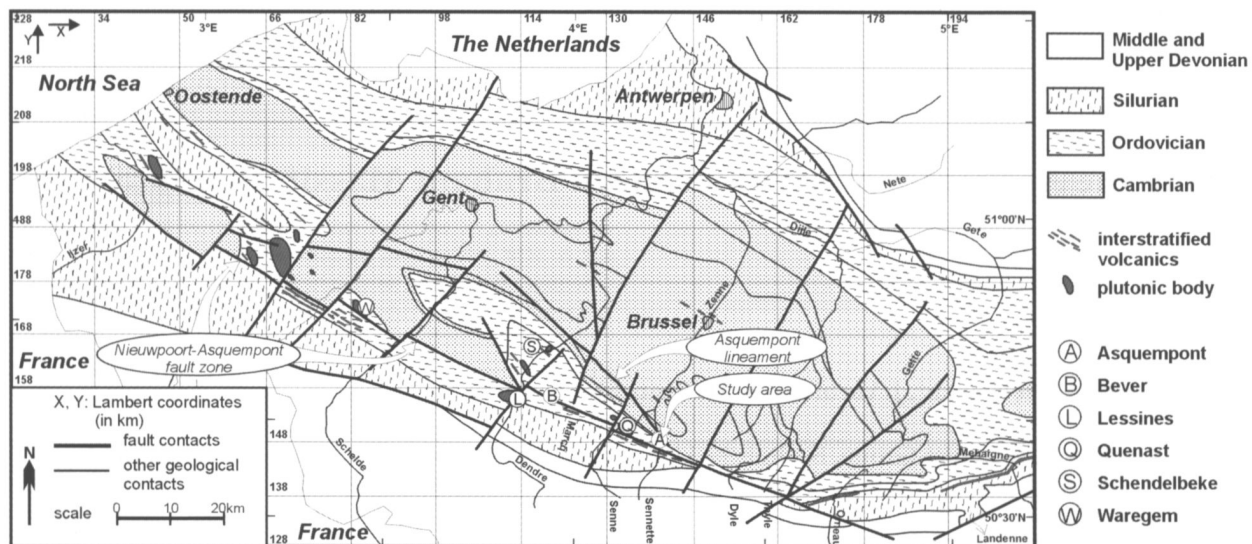 228
50
66
82
98
114
130
146
162
178
194
Y
X
3°E
4°E
5°E
The Netherlands
218
North Sea
Oostende
Antwerpen
208
198
Nete
Gent
488
51°00'N
Gete
Dijle
Ijzer
178
Zenne
W
Brussel
168
France
Nieuwpoort-Asquempont
fault zone
S
Asquempont
lineament
Gette
158
Study area
L
B
X, Y: Lambert coordinates
(in km)
Q
fault contacts
148
A
March
Mehaigne
other geological
contacts
N
Schelde
Dendre
138
scale
0
10
20km
Senne
Sennette
Dyle
50°30'N
128
France
Landenne
34
Middle and
Upper Devonian
Silurian
Ordovician
Cambrian
interstratified
volcanics
plutonic body
A Asquempont
B Bever
L Lessines
Q Quenast
S Schendelbeke
W Waregem